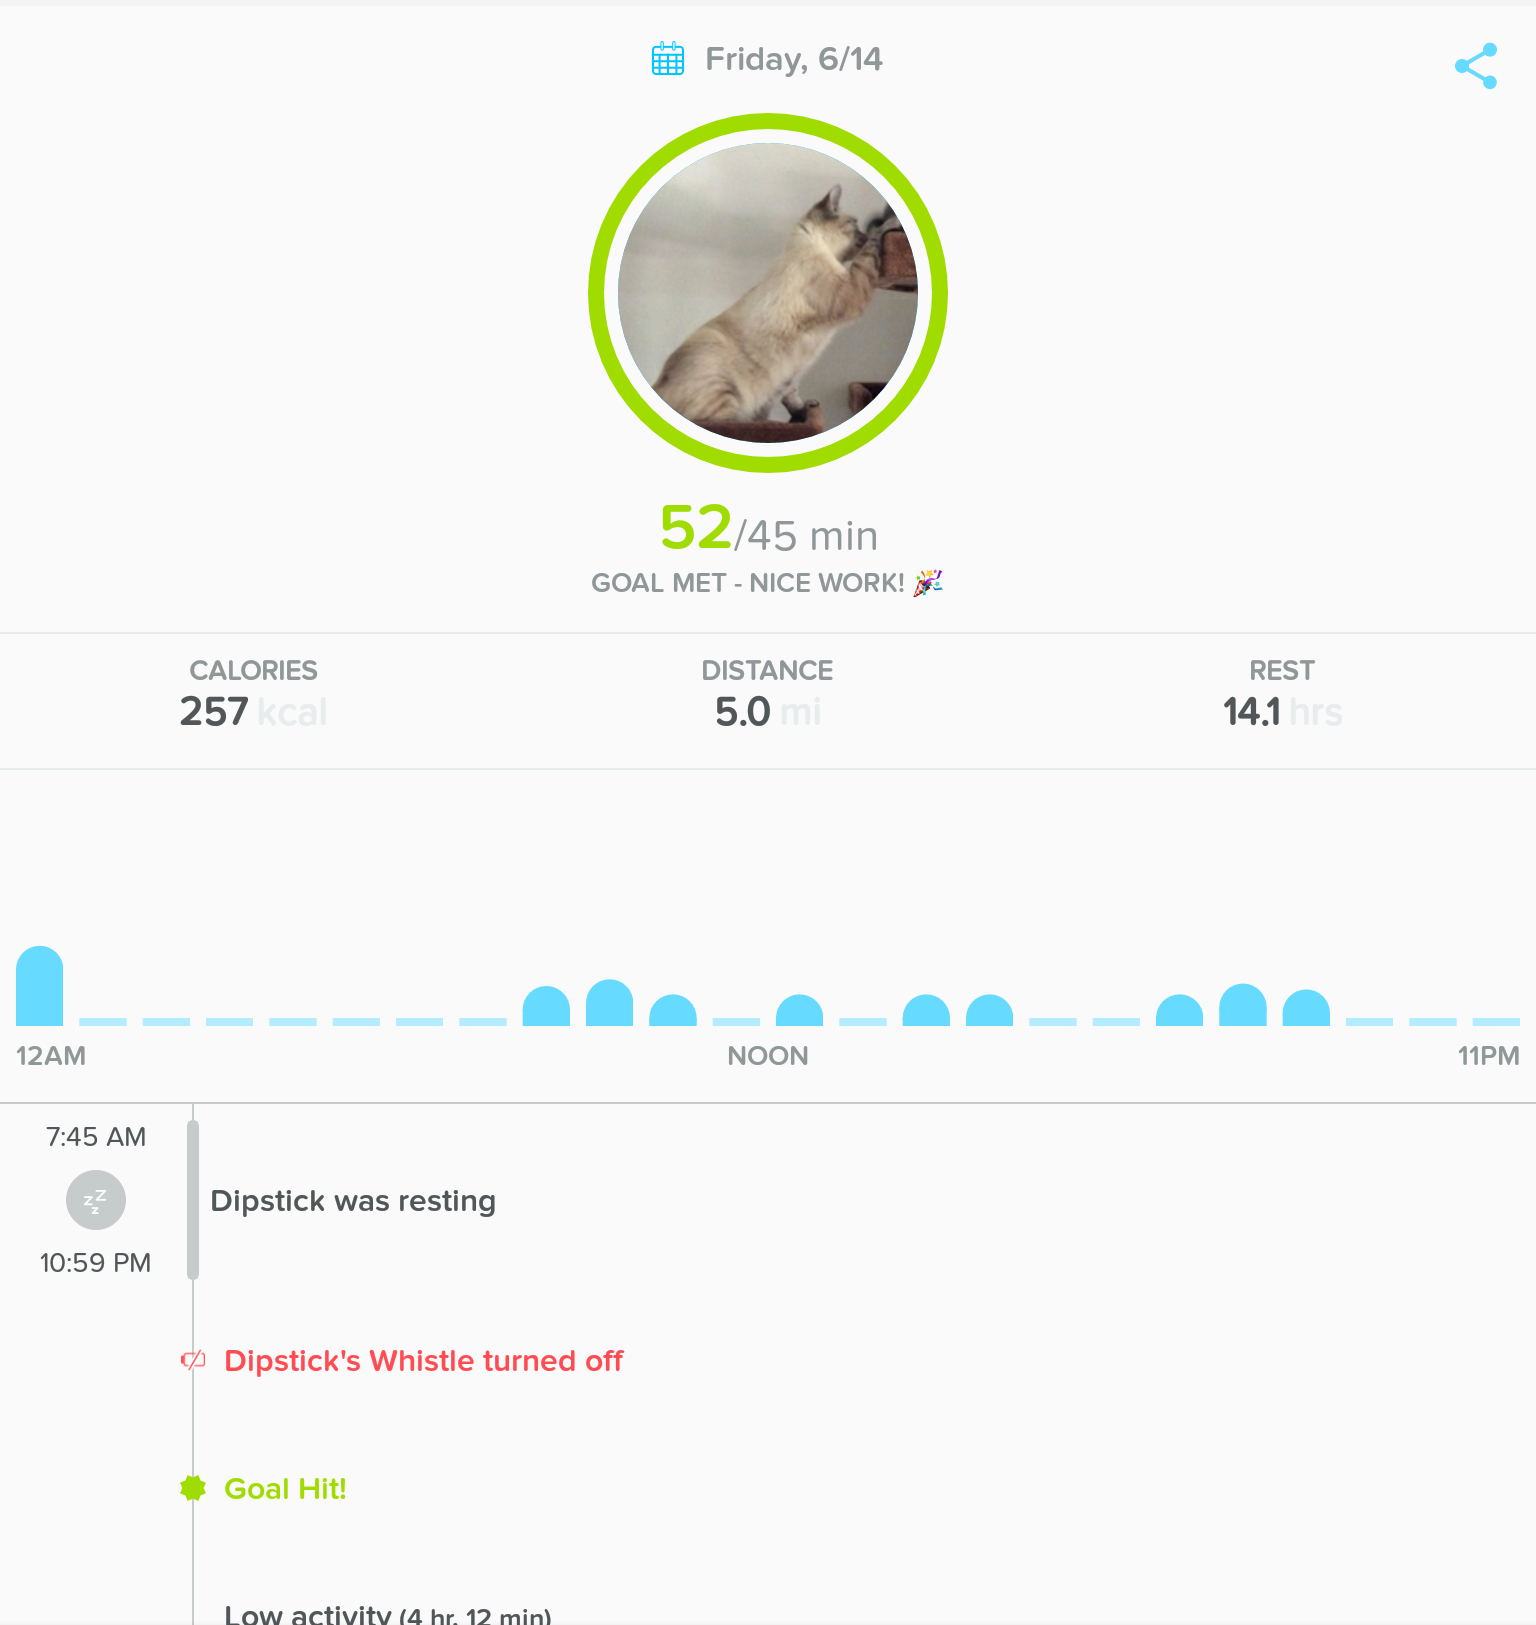 Friday, 6/14
52/45 min
GOAL MET - NICE WORK! 🎉
CALORIES
257 kcal
DISTANCE
5.0 mi
REST
14.1 hrs
12AM NOON 11PM
7:45 AM
zZz
Dipstick was resting
10:59 PM
Dipstick's Whistle turned off
Goal Hit!
Low activity (4 hr, 12 min)